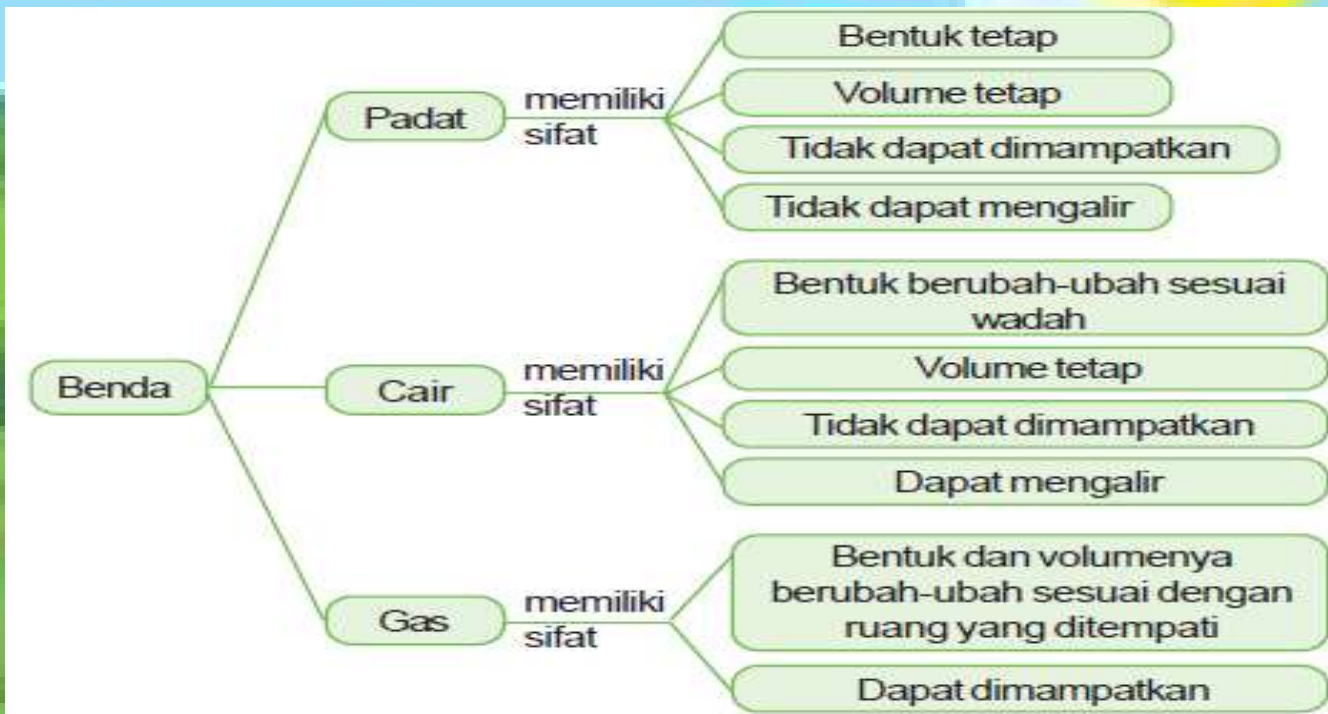 Benda
Padat
memiliki
sifat
Bentuk tetap
Volume tetap
Tidak dapat dimampatkan
Tidak dapat mengalir
Cair
memiliki
sifat
Bentuk berubah-ubah sesuai
wadah
Volume tetap
Tidak dapat dimampatkan
Dapat mengalir
Gas
memiliki
sifat
Bentuk dan volumenya
berubah-ubah sesuai dengan
ruang yang ditempati
Dapat dimampatkan